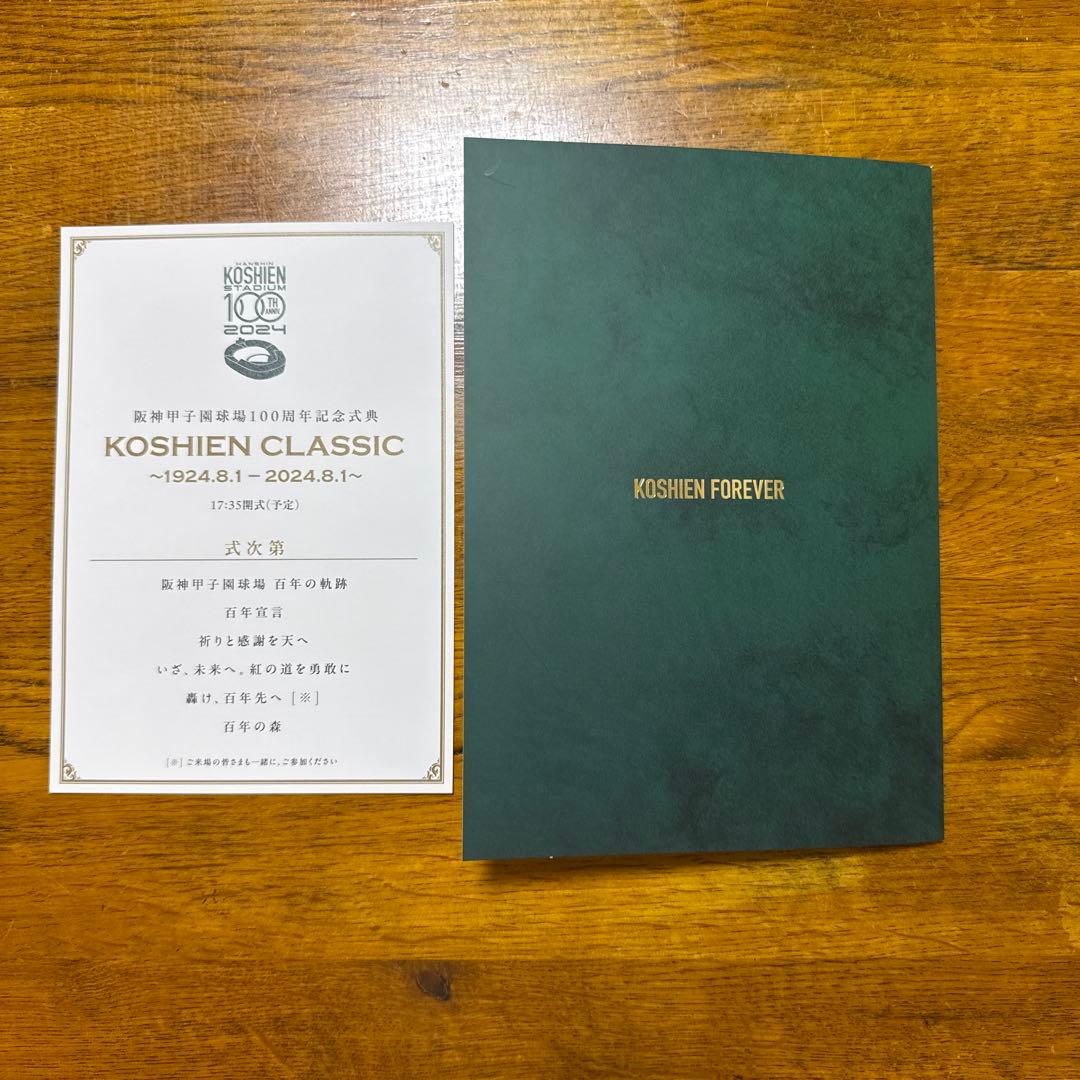 HANSHIN
KOSHIEN
STADIUM
100TH
ANNIV.
2024
阪神甲子園球場100周年記念式典
KOSHIEN CLASSIC
〜1924.8.1 − 2024.8.1〜
17:35開式(予定)
式次第
阪神甲子園球場 百年の軌跡
百年宣言
祈りと感謝を天へ
いざ、未来へ。紅の道を勇敢に
轟け、百年先へ [※]
百年の森
[※] ご来場の皆さまも一緒に、ご参加ください
KOSHIEN FOREVER